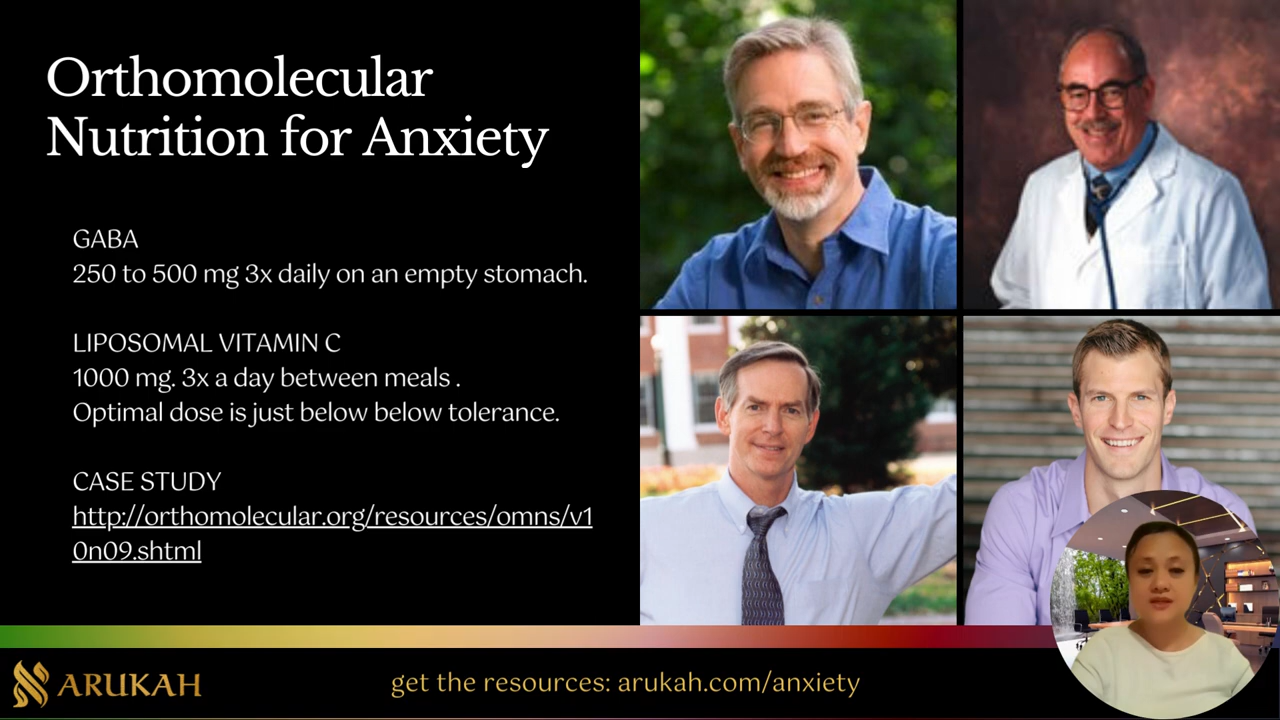 Orthomolecular
Nutrition for Anxiety
GABA
250 to 500 mg 3x daily on an empty stomach.
LIPOSOMAL VITAMIN C
1000 mg. 3x a day between meals .
Optimal dose is just below below tolerance.
CASE STUDY
http://orthomolecular.org/resources/omns/v1
0n09.shtml
ARUKAH
get the resources: arukah.com/anxiety